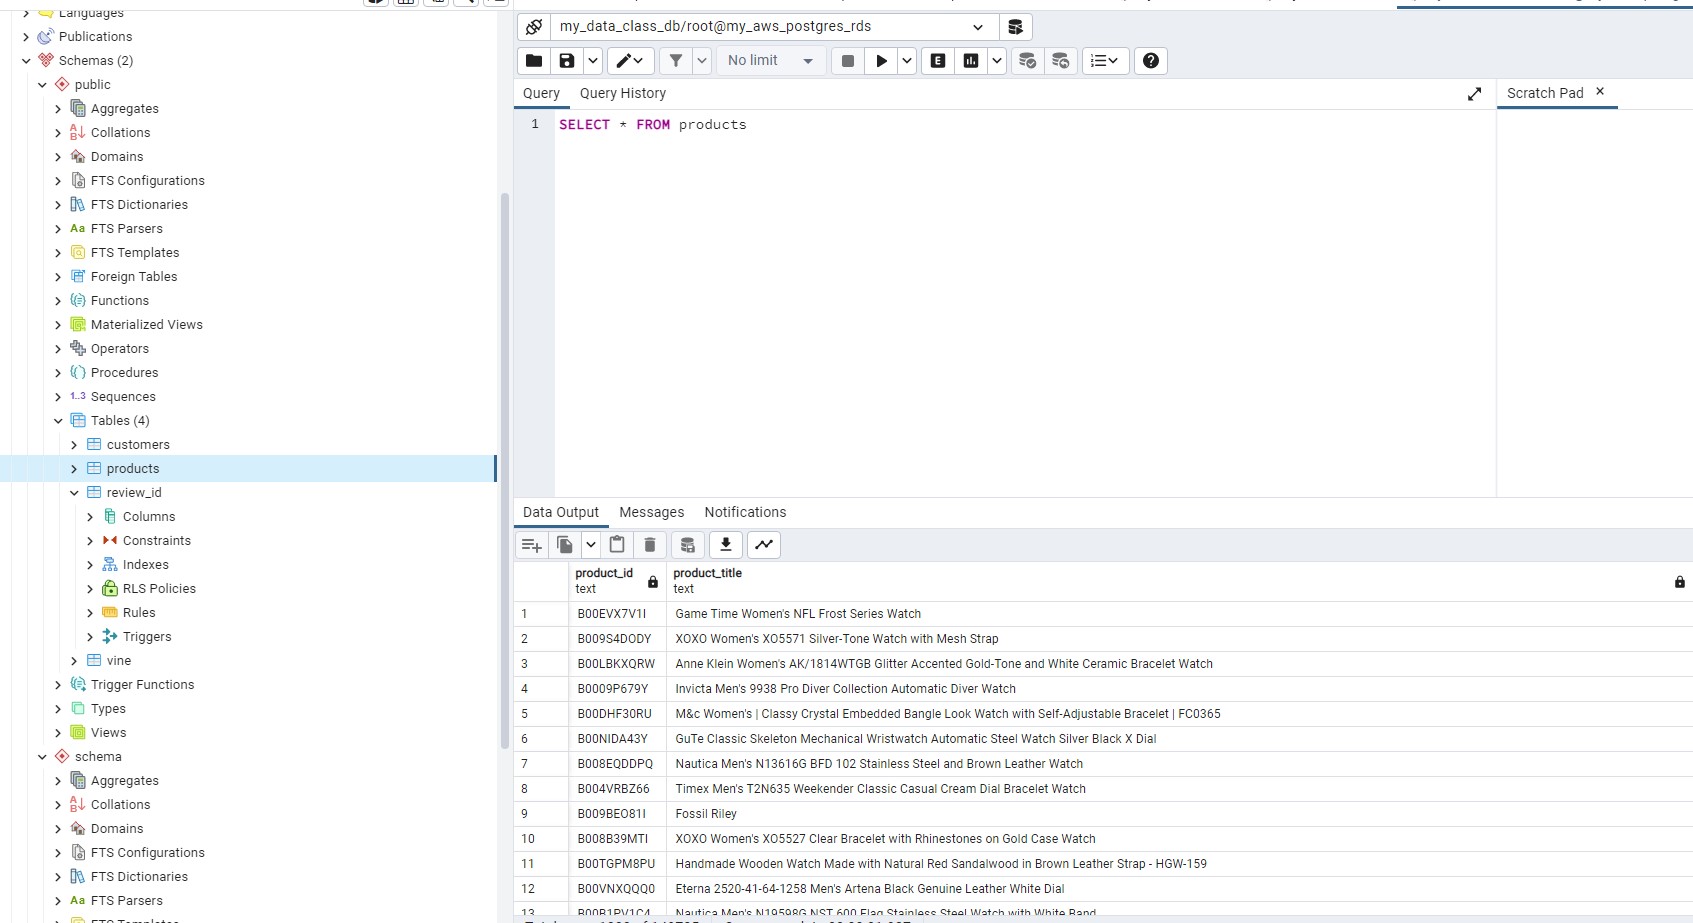 Languages
Publications
Schemas (2)
public
Aggregates
Collations
Domains
FTS Configurations
FTS Dictionaries
Aa FTS Parsers
FTS Templates
Foreign Tables
Functions
Materialized Views
Operators
Procedures
1..3 Sequences
Tables (4)
customers
products
review_id
Columns
Constraints
Indexes
RLS Policies
Rules
Triggers
vine
Trigger Functions
Types
Views
schema
Aggregates
Collations
Domains
FTS Configurations
FTS Dictionaries
Aa FTS Parsers
FTS Templates
my_data_class_db/root@my_aws_postgres_rds
No limit
E
Query Query History
Scratch Pad
1 SELECT * FROM products
Data Output Messages Notifications
product_id product_title
text text
1 B00EVX7V1I Game Time Women's NFL Frost Series Watch
2 B009S4DODY XOXO Women's XO5571 Silver-Tone Watch with Mesh Strap
3 B00LBKXQRW Anne Klein Women's AK/1814WTGB Glitter Accented Gold-Tone and White Ceramic Bracelet Watch
4 B0009P679Y Invicta Men's 9938 Pro Diver Collection Automatic Diver Watch
5 B00DHF30RU M&c Women's | Classy Crystal Embedded Bangle Look Watch with Self-Adjustable Bracelet | FC0365
6 B00NIDA43Y GuTe Classic Skeleton Mechanical Wristwatch Automatic Steel Watch Silver Black X Dial
7 B008EQDDPQ Nautica Men's N13616G BFD 102 Stainless Steel and Brown Leather Watch
8 B004VRBZ66 Timex Men's T2N635 Weekender Classic Casual Cream Dial Bracelet Watch
9 B009BEO81I Fossil Riley
10 B008B39MTI XOXO Women's XO5527 Clear Bracelet with Rhinestones on Gold Case Watch
11 B00TGPM8PU Handmade Wooden Watch Made with Natural Red Sandalwood in Brown Leather Strap - HGW-159
12 B00VNXQQQ0 Eterna 2520-41-64-1258 Men's Artena Black Genuine Leather White Dial
13 B00B1PV1C4 Nautica Men's N19598G NST 600 Flag Stainless Steel Watch with White Band